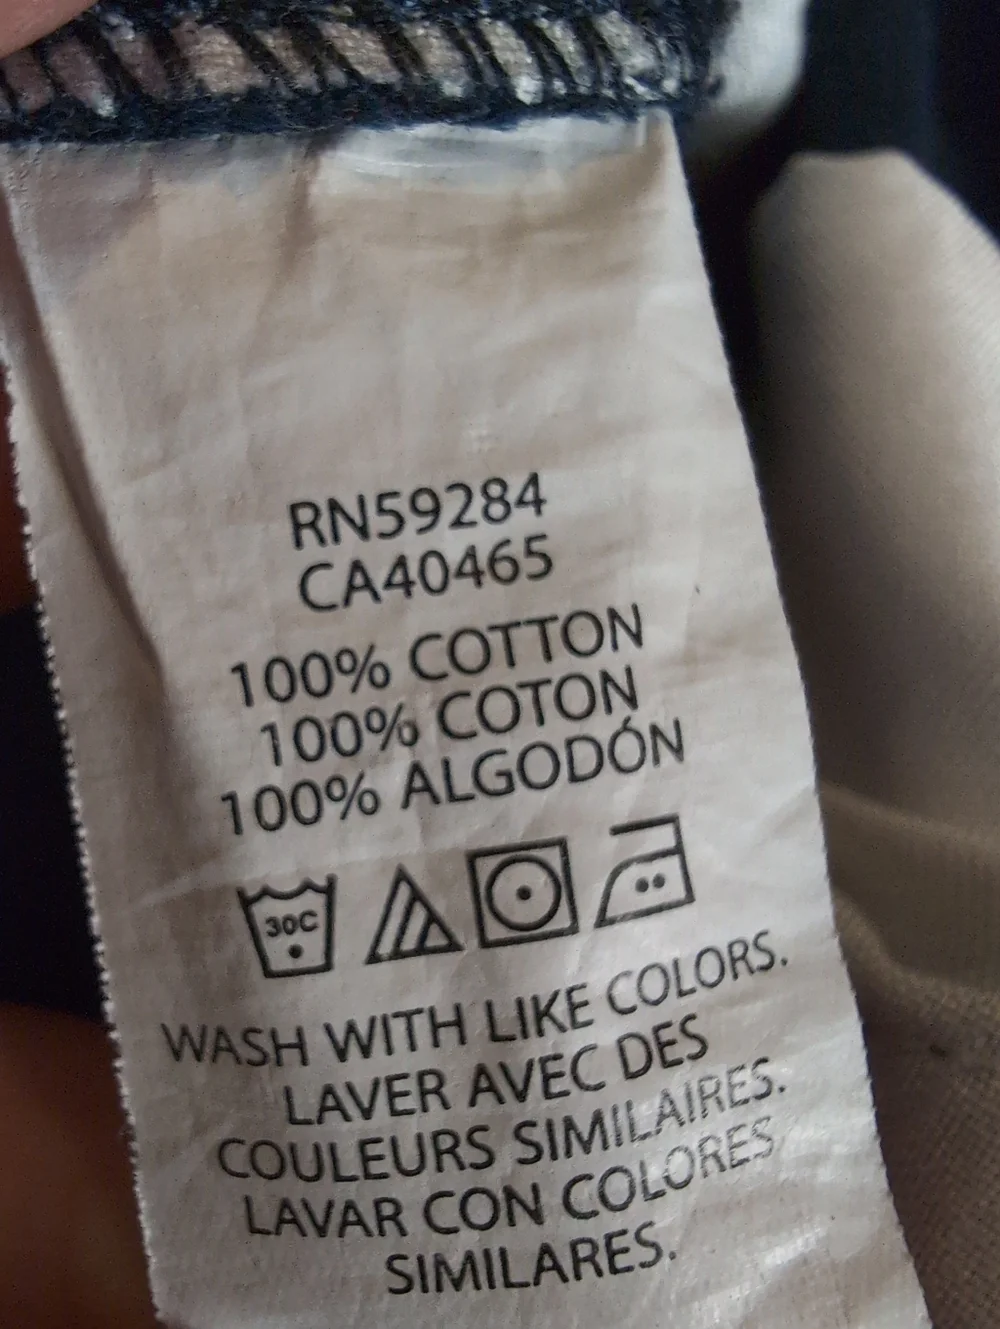 RN59284
CA40465
100% COTTON
100% COTON
100% ALGODÓN
30C
WASH WITH LIKE COLORS.
LAVER AVEC DES
COULEURS SIMILAIRES.
LAVAR CON COLORES
SIMILARES.